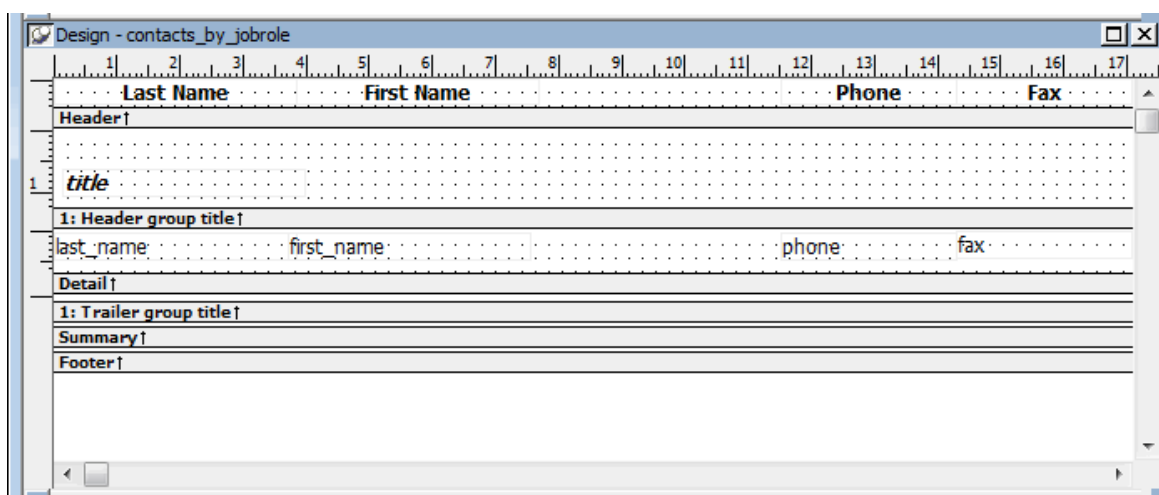 Design - contacts_by_jobrole
1 2 3 4 5 6 7 8 9 10 11 12 13 14 15 16 17
Last Name First Name Phone Fax
Header↑
1
title
1: Header group title↑
last_name first_name phone fax
Detail↑
1: Trailer group title↑
Summary↑
Footer↑